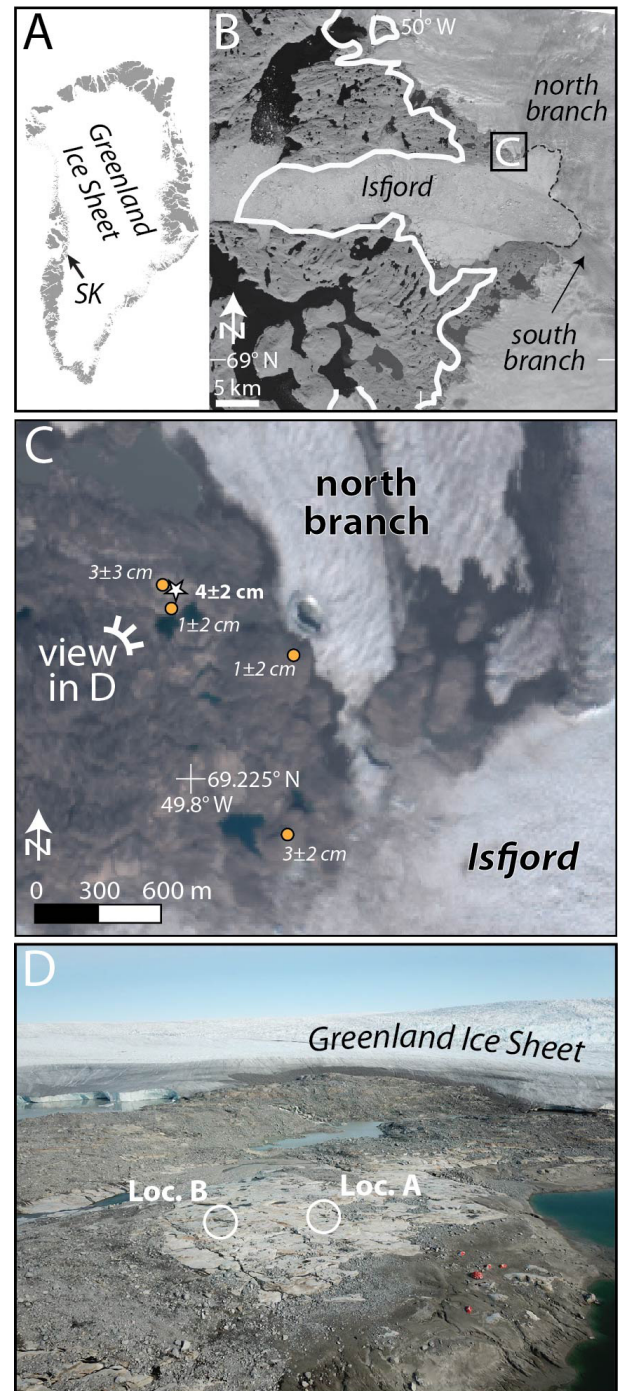 A
Greenland
Ice Sheet
SK
B
50° W
north
branch
C
Isfjord
N
69° N
5 km
south
branch
C
north
branch
3±3 cm
4±2 cm
1±2 cm
view
in D
1±2 cm
69.225° N
49.8° W
3±2 cm
N
Isfjord
0 300 600 m
D
Greenland Ice Sheet
Loc. B
Loc. A